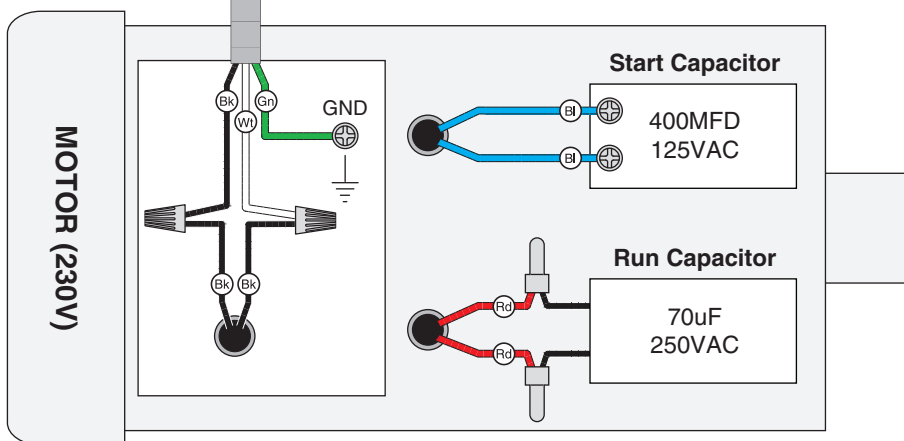 MOTOR (230V)
Bk
Gn
Wt
GND
Bk
Bk
Start Capacitor
Bl
400MFD
125VAC
Bl
Run Capacitor
Rd
70uF
250VAC
Rd